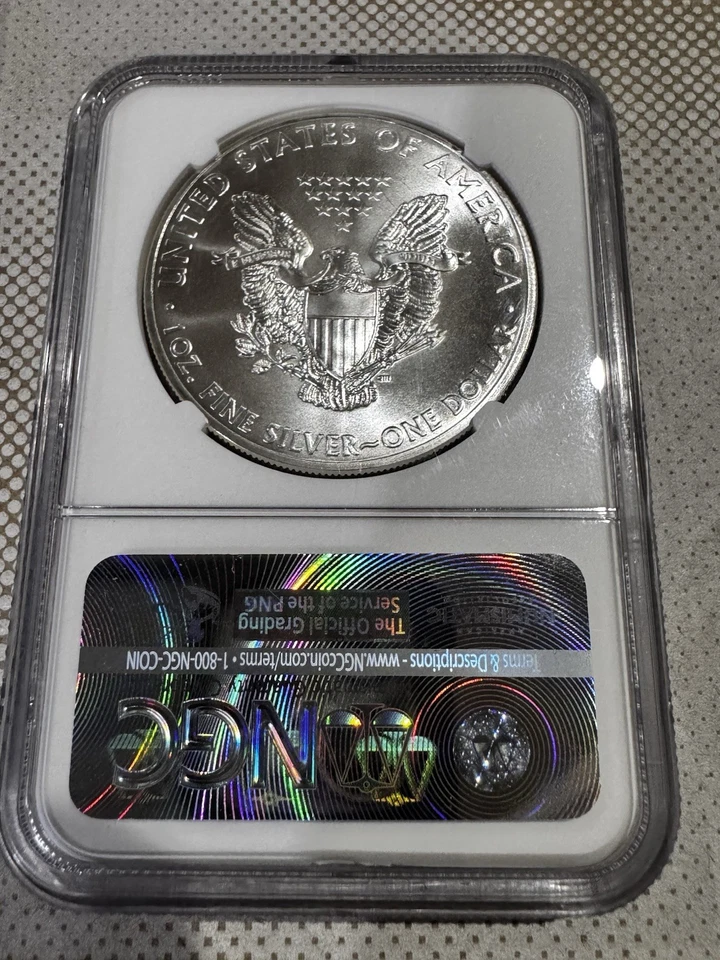 UNITED STATES OF AMERICA
1 OZ. FINE SILVER~ONE DOLLAR
NGC
Terms & Descriptions - www.NGCcoin.com/terms • 1-800-NGC-COIN
The Official Grading
Service of the PNG